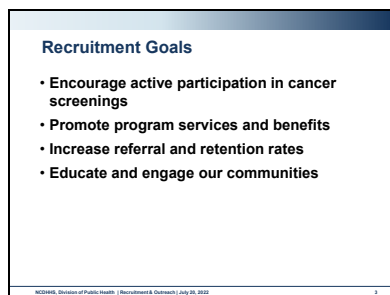 Recruitment Goals
• Encourage active participation in cancer
screenings
• Promote program services and benefits
• Increase referral and retention rates
• Educate and engage our communities
NCDHHS, Division of Public Health | Recruitment & Outreach | July 20, 2022